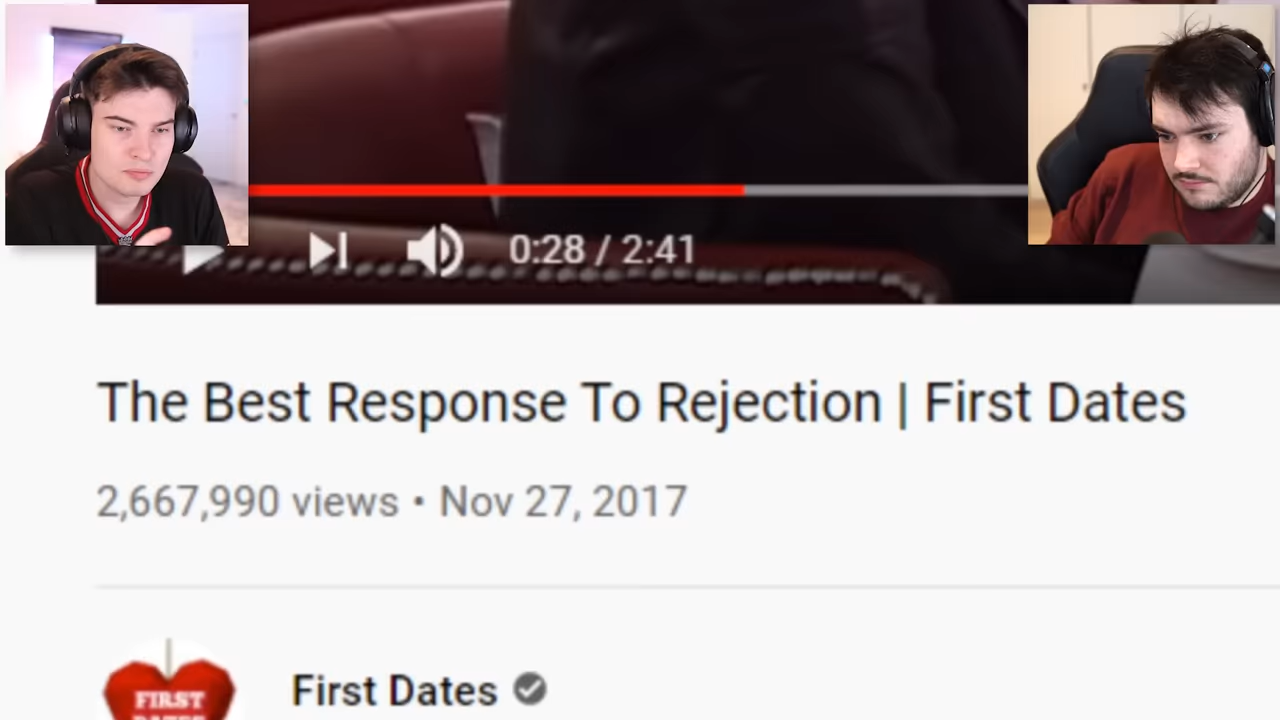 0:28 / 2:41
The Best Response To Rejection | First Dates
2,667,990 views • Nov 27, 2017
First Dates
FIRST
DATES